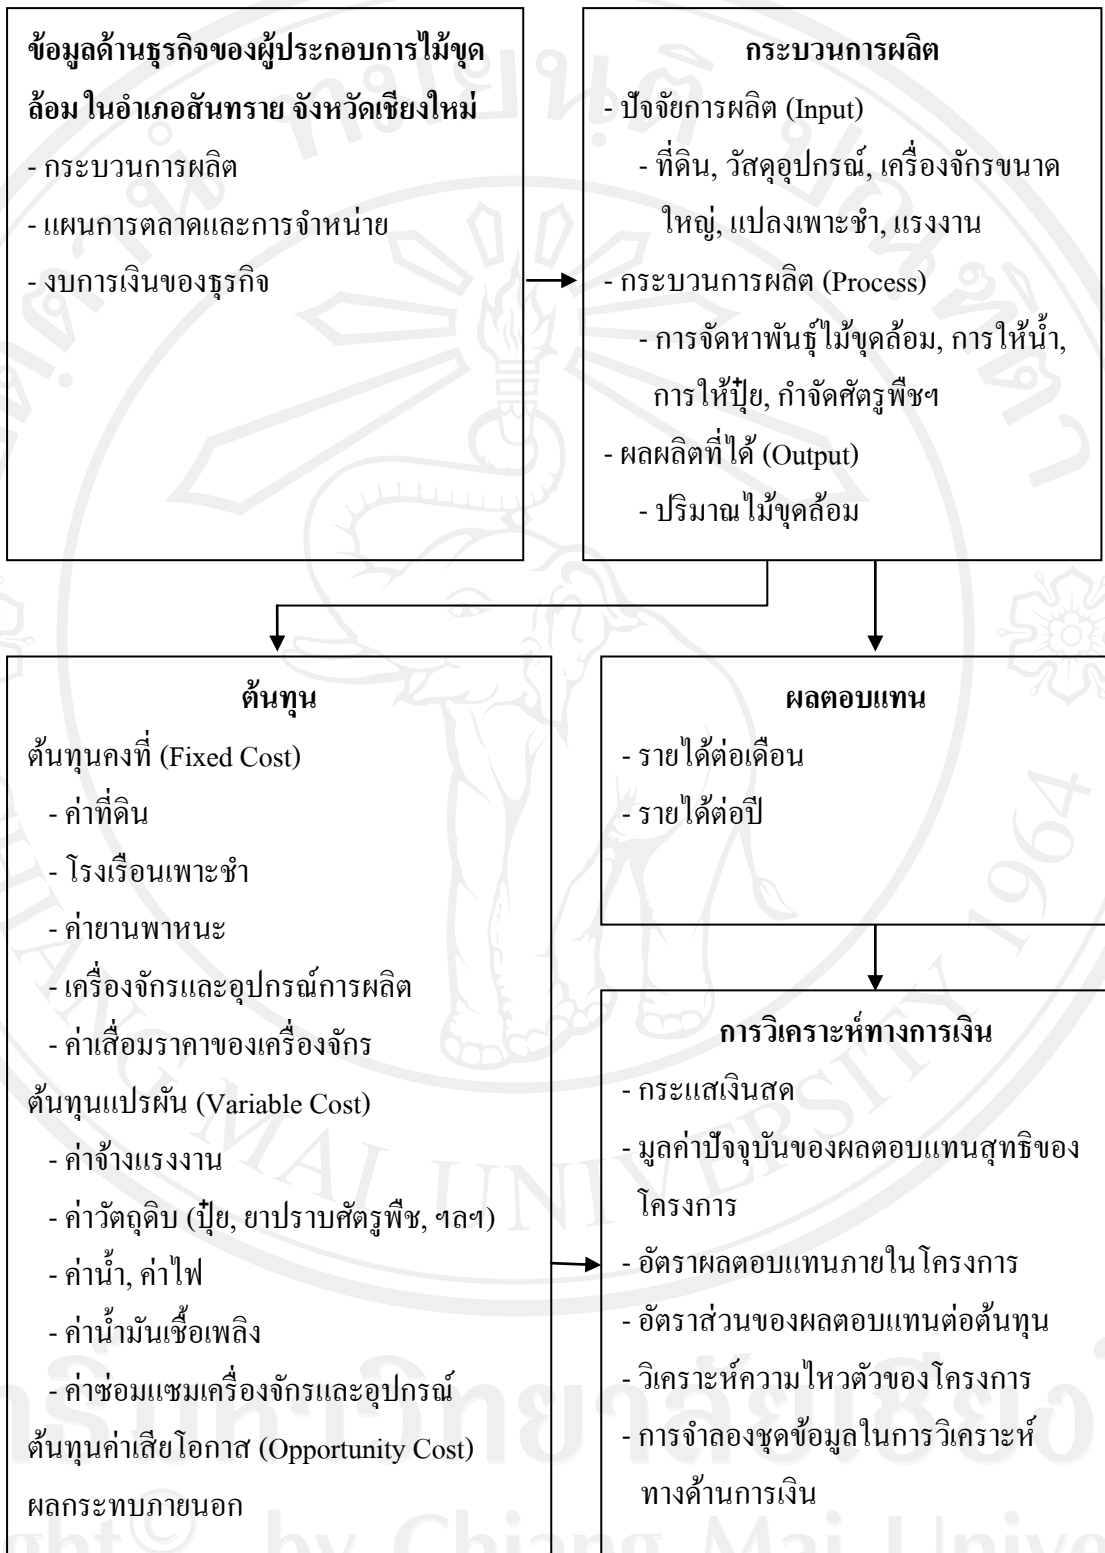 ข้อมูลด้านธุรกิจของผู้ประกอบการไม้ขุด
ล้อม ในอำเภอสันทราย จังหวัดเชียงใหม่
- กระบวนการผลิต
- แผนการตลาดและการจำหน่าย
- งบการเงินของธุรกิจ
กระบวนการผลิต
- ปัจจัยการผลิต (Input)
- ที่ดิน, วัสดุอุปกรณ์, เครื่องจักรขนาด
ใหญ่, แปลงเพาะชำ, แรงงาน
- กระบวนการผลิต (Process)
- การจัดหาพันธุ์ไม้ขุดล้อม, การให้น้ำ,
การให้ปุ๋ย, กำจัดศัตรูพืชฯ
- ผลผลิตที่ได้ (Output)
- ปริมาณไม้ขุดล้อม
ต้นทุน
ต้นทุนคงที่ (Fixed Cost)
- ค่าที่ดิน
- โรงเรือนเพาะชำ
- ค่ายานพาหนะ
- เครื่องจักรและอุปกรณ์การผลิต
- ค่าเสื่อมราคาของเครื่องจักร
ต้นทุนแปรผัน (Variable Cost)
- ค่าจ้างแรงงาน
- ค่าวัตถุดิบ (ปุ๋ย, ยาปราบศัตรูพืช, ฯลฯ)
- ค่าน้ำ, ค่าไฟ
- ค่าน้ำมันเชื้อเพลิง
- ค่าซ่อมแซมเครื่องจักรและอุปกรณ์
ต้นทุนค่าเสียโอกาส (Opportunity Cost)
ผลกระทบภายนอก
ผลตอบแทน
- รายได้ต่อเดือน
- รายได้ต่อปี
การวิเคราะห์ทางการเงิน
- กระแสเงินสด
- มูลค่าปัจจุบันของผลตอบแทนสุทธิของ
โครงการ
- อัตราผลตอบแทนภายในโครงการ
- อัตราส่วนของผลตอบแทนต่อต้นทุน
- วิเคราะห์ความไหวตัวของโครงการ
- การจำลองชุดข้อมูลในการวิเคราะห์
ทางด้านการเงิน
CHIANG MAI UNIVERSITY 1964
© by Chiang Mai